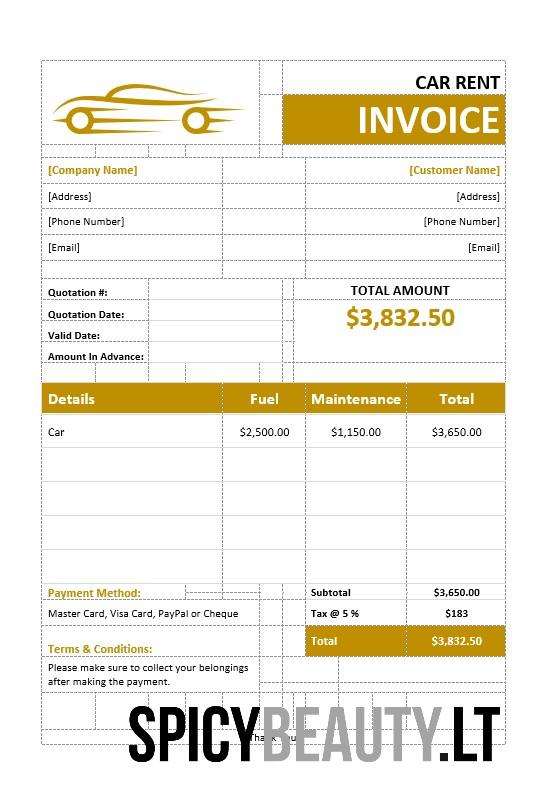 CAR RENT
INVOICE
[Company Name] [Customer Name]
[Address] [Address]
[Phone Number] [Phone Number]
[Email] [Email]
Quotation #:
Quotation Date:
Valid Date:
Amount In Advance:
TOTAL AMOUNT
$3,832.50
Details Fuel Maintenance Total
Car $2,500.00 $1,150.00 $3,650.00
Payment Method: Subtotal $3,650.00
Master Card, Visa Card, PayPal or Cheque Tax @ 5 % $183
Total $3,832.50
Terms & Conditions:
Please make sure to collect your belongings
after making the payment.
SPICYBEAUTY.LT